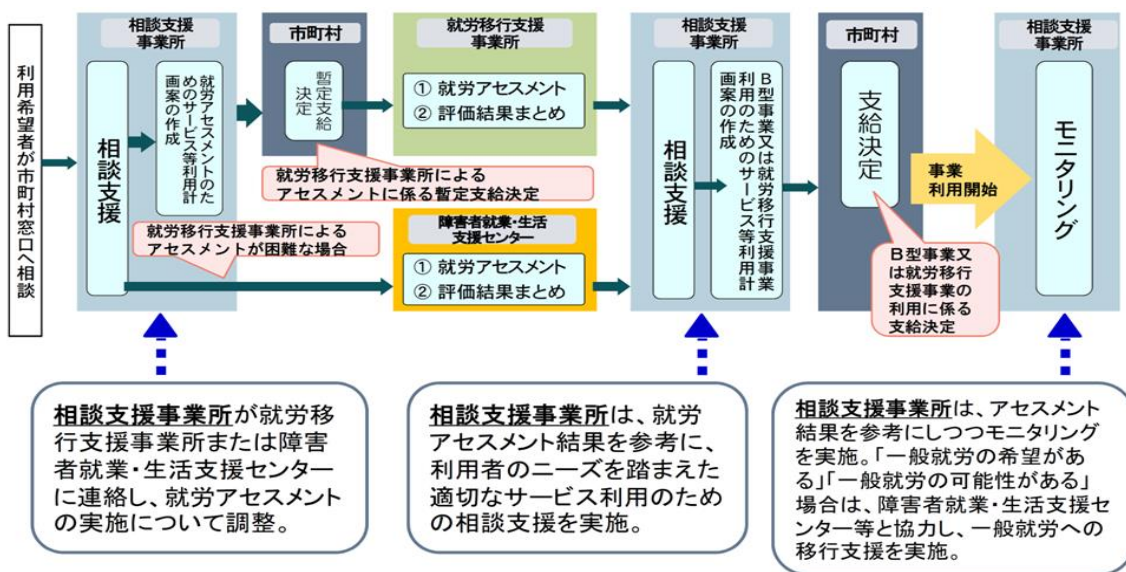 利用希望者が市町村窓口へ相談
相談支援
事業所
相談支援
就労アセスメントのた
めのサービス等利用計
画案の作成
市町村
暫定支給
決定
就労移行支援
事業所
① 就労アセスメント
② 評価結果まとめ
就労移行支援事業所による
アセスメントに係る暫定支給決定
就労移行支援事業所による
アセスメントが困難な場合
障害者就業・生活
支援センター
① 就労アセスメント
② 評価結果まとめ
相談支援
事業所
相談支援
B型事業又は就労移行支援事業
利用のためのサービス等利用計
画案の作成
市町村
支給決定
B型事業又
は就労移行
支援事業の
利用に係る
支給決定
事業
利用開始
相談支援
事業所
モニタリング
相談支援事業所が就労移
行支援事業所または障害
者就業・生活支援センター
に連絡し、就労アセスメント
の実施について調整。
相談支援事業所は、就労
アセスメント結果を参考に、
利用者のニーズを踏まえた
適切なサービス利用のため
の相談支援を実施。
相談支援事業所は、アセスメント
結果を参考にしつつモニタリング
を実施。「一般就労の希望があ
る」「一般就労の可能性がある」
場合は、障害者就業・生活支援セ
ンター等と協力し、一般就労への
移行支援を実施。